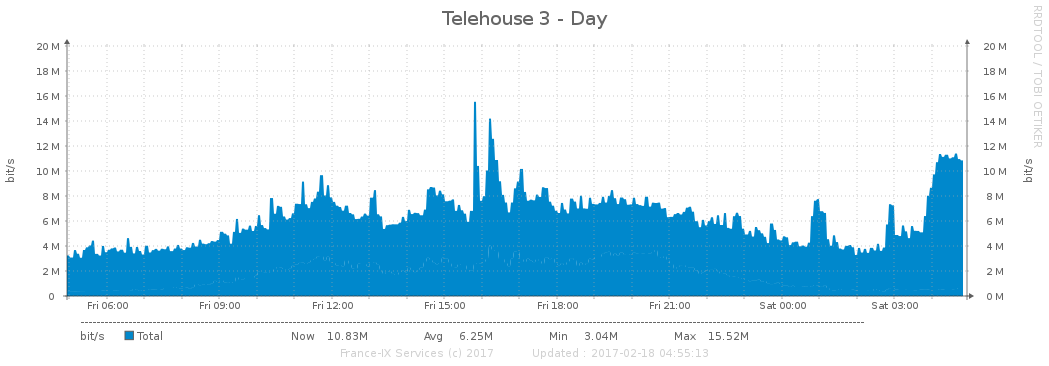 Telehouse 3 - Day
RRDTOOL / TOBI OETIKER
20 M 20 M
18 M 18 M
16 M 16 M
14 M 14 M
12 M 12 M
10 M 10 M
8 M 8 M
6 M 6 M
4 M 4 M
2 M 2 M
0 0 M
bit/s bit/s
Fri 06:00 Fri 09:00 Fri 12:00 Fri 15:00 Fri 18:00 Fri 21:00 Sat 00:00 Sat 03:00
bit/s Total Now 10.83M Avg 6.25M Min 3.04M Max 15.52M
France-IX Services (c) 2017 Updated : 2017-02-18 04:55:13